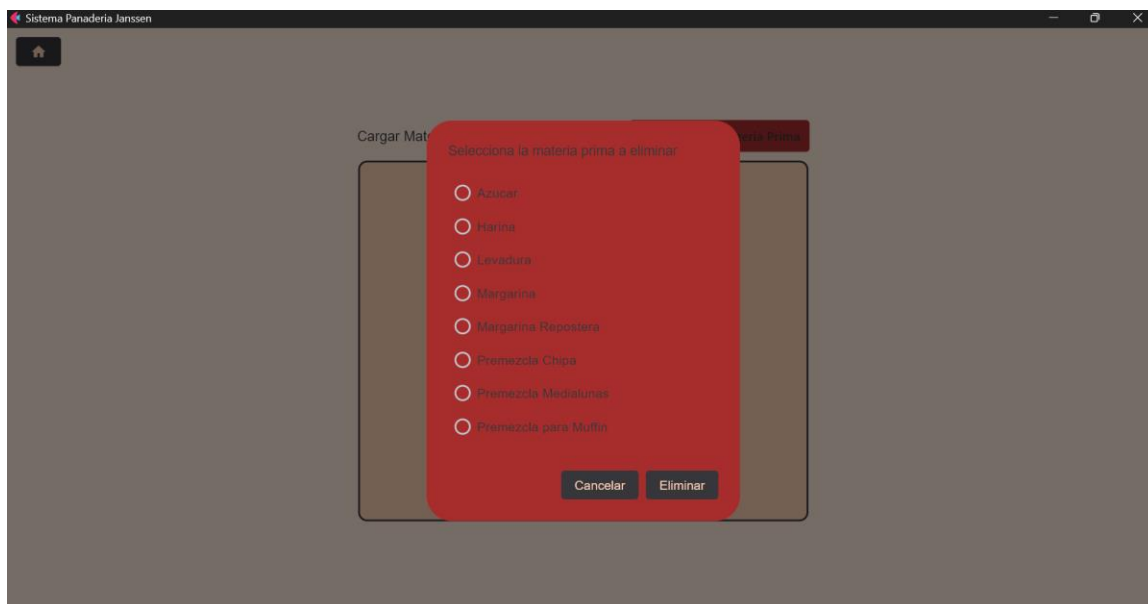 Sistema Panaderia Janssen
Cargar Mat
eria Prima
Selecciona la materia prima a eliminar
Azucar
Harina
Levadura
Margarina
Margarina Repostera
Premezcla Chipa
Premezcla Medialunas
Premezcla para Muffin
Cancelar
Eliminar